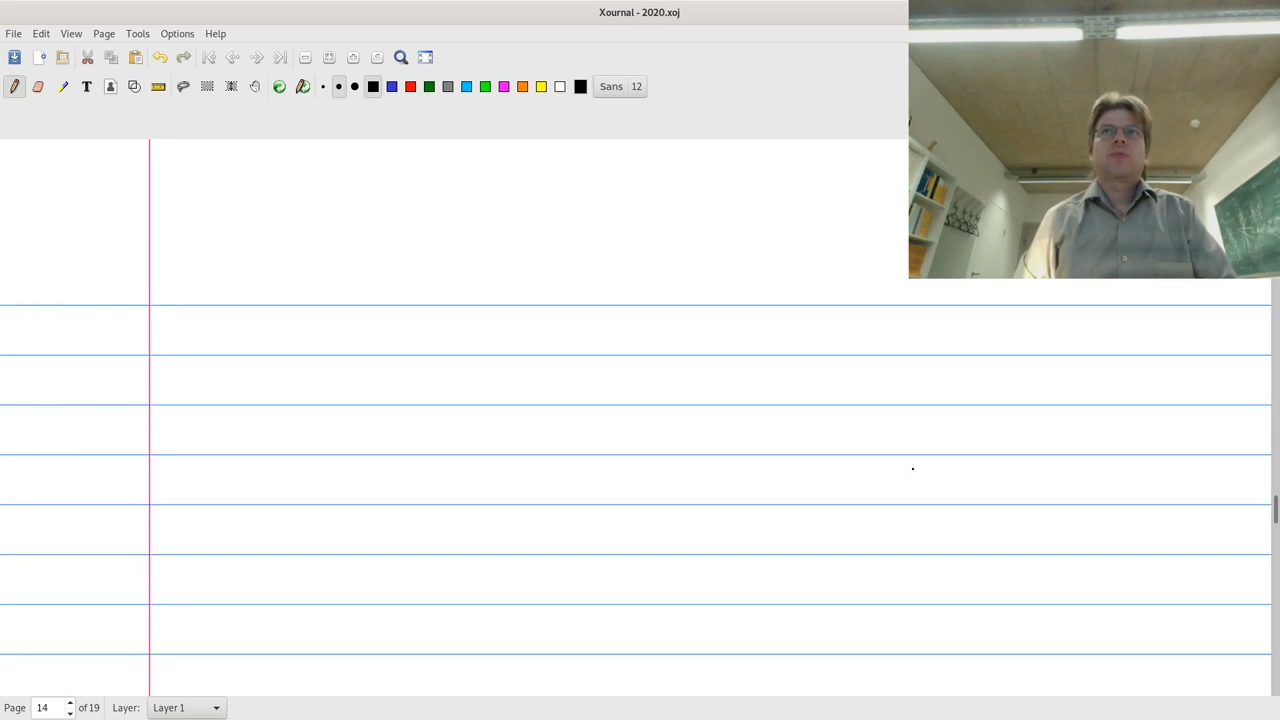 Xournal - 2020.xoj
File Edit View Page Tools Options Help
T Sans 12
Page 14 of 19 Layer: Layer 1